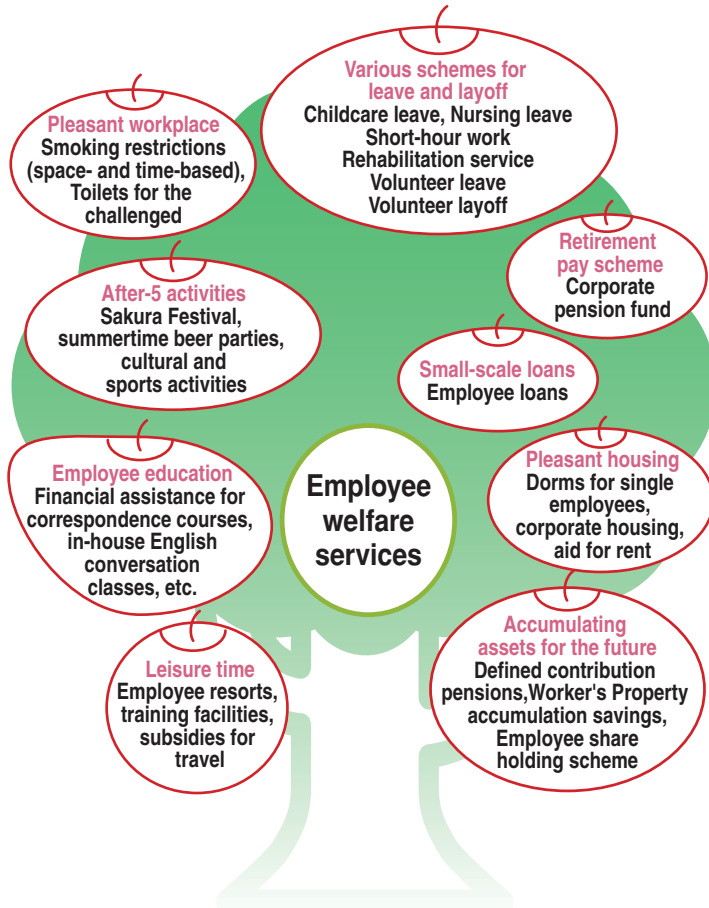 Various schemes for
leave and layoff
Childcare leave, Nursing leave
Short-hour work
Rehabilitation service
Volunteer leave
Volunteer layoff
Pleasant workplace
Smoking restrictions
(space- and time-based),
Toilets for the
challenged
Retirement
pay scheme
Corporate
pension fund
After-5 activities
Sakura Festival,
summertime beer parties,
cultural and
sports activities
Small-scale loans
Employee loans
Employee education
Financial assistance for
correspondence courses,
in-house English
conversation
classes, etc.
Employee
welfare
services
Pleasant housing
Dorms for single
employees,
corporate housing,
aid for rent
Leisure time
Employee resorts,
training facilities,
subsidies for
travel
Accumulating
assets for the future
Defined contribution
pensions,Worker's Property
accumulation savings,
Employee share
holding scheme